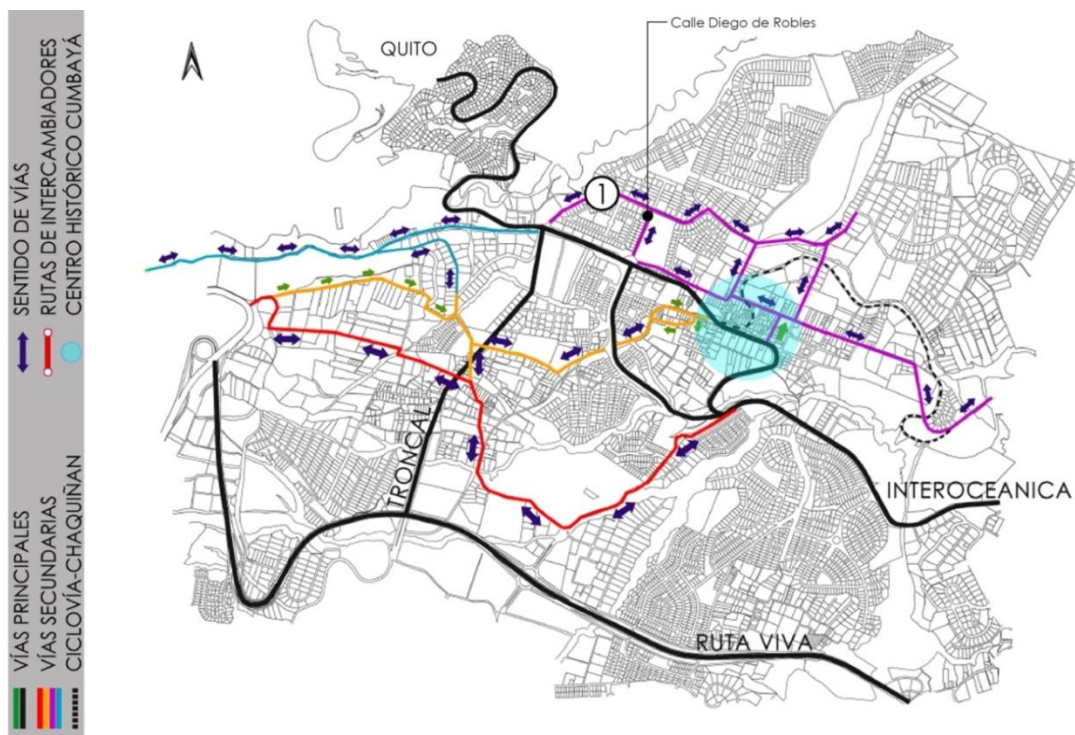 SENTIDO DE VÍAS
RUTAS DE INTERCAMBIADORES
CENTRO HISTÓRICO CUMBAYÁ
VÍAS PRINCIPALES
VÍAS SECUNDARIAS
CICLOVÍA-CHAQUIÑAN
QUITO
Calle Diego de Robles
1
TRONCAL
INTEROCEANICA
RUTA VIVA